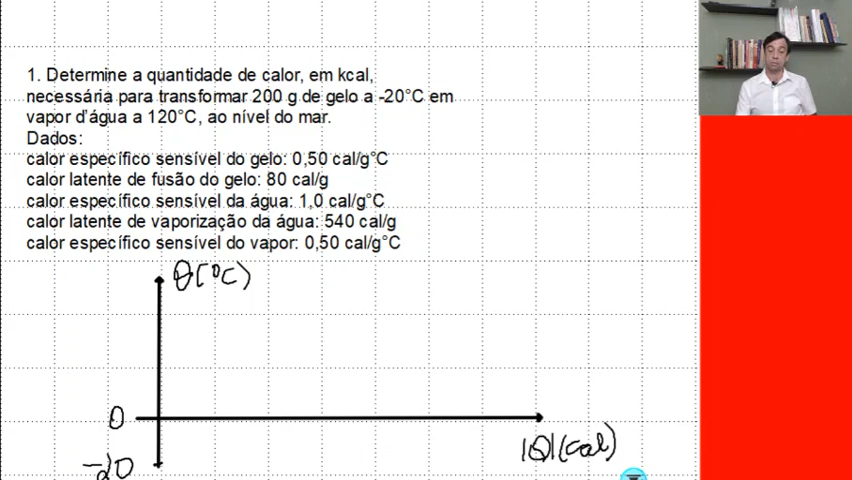 1. Determine a quantidade de calor, em kcal,
necessária para transformar 200 g de gelo a -20°C em
vapor d'água a 120°C, ao nível do mar.
Dados:
calor específico sensível do gelo: 0,50 cal/g°C
calor latente de fusão do gelo: 80 cal/g
calor específico sensível da água: 1,0 cal/g°C
calor latente de vaporização da água: 540 cal/g
calor específico sensível do vapor: 0,50 cal/g°C
θ(°C)
0
|Q|(cal)
-20